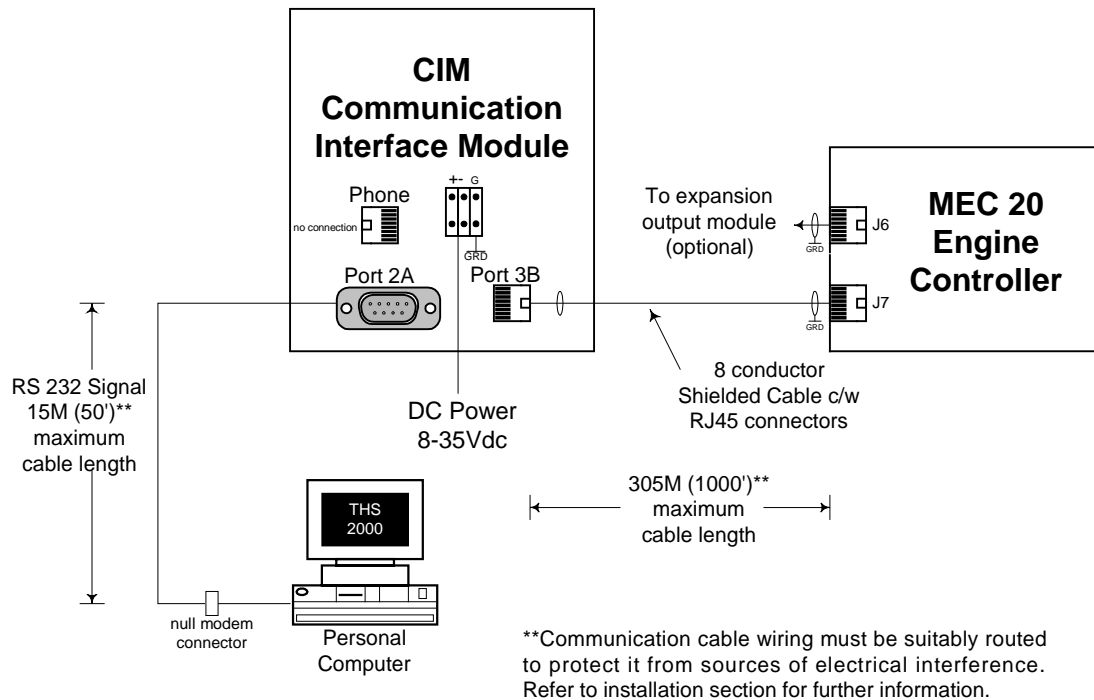 CIM
Communication
Interface Module
+- G
Phone
no connection
GRD
Port 2A
Port 3B
To expansion
output module
(optional)
GRD
J6
MEC 20
Engine
Controller
GRD
J7
8 conductor
Shielded Cable c/w
RJ45 connectors
RS 232 Signal
15M (50')**
maximum
cable length
DC Power
8-35Vdc
305M (1000')**
maximum
cable length
THS
2000
null modem
connector
Personal
Computer
**Communication cable wiring must be suitably routed
to protect it from sources of electrical interference.
Refer to installation section for further information.